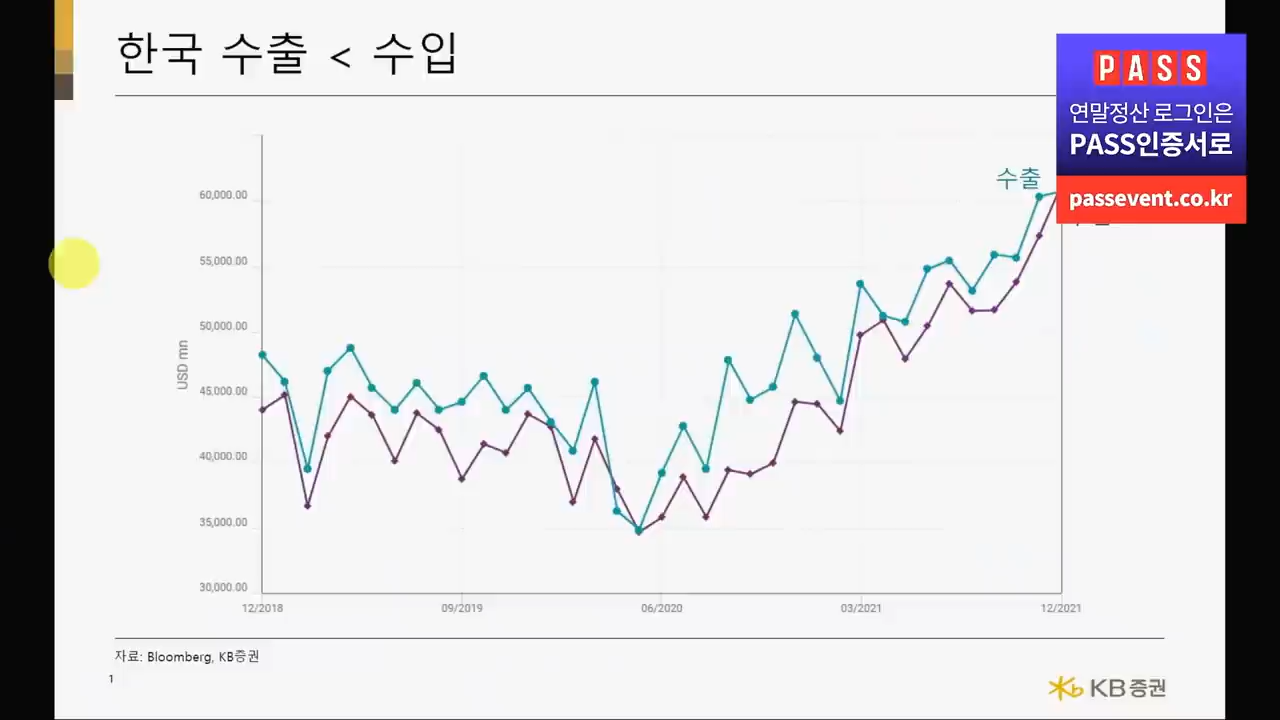 한국 수출 < 수입
PASS
연말정산 로그인은
PASS인증서로
passevent.co.kr
수출
60,000.00
55,000.00
50,000.00
45,000.00
40,000.00
35,000.00
30,000.00
USD mn
12/2018
09/2019
06/2020
03/2021
12/2021
자료: Bloomberg, KB증권
1
KB증권